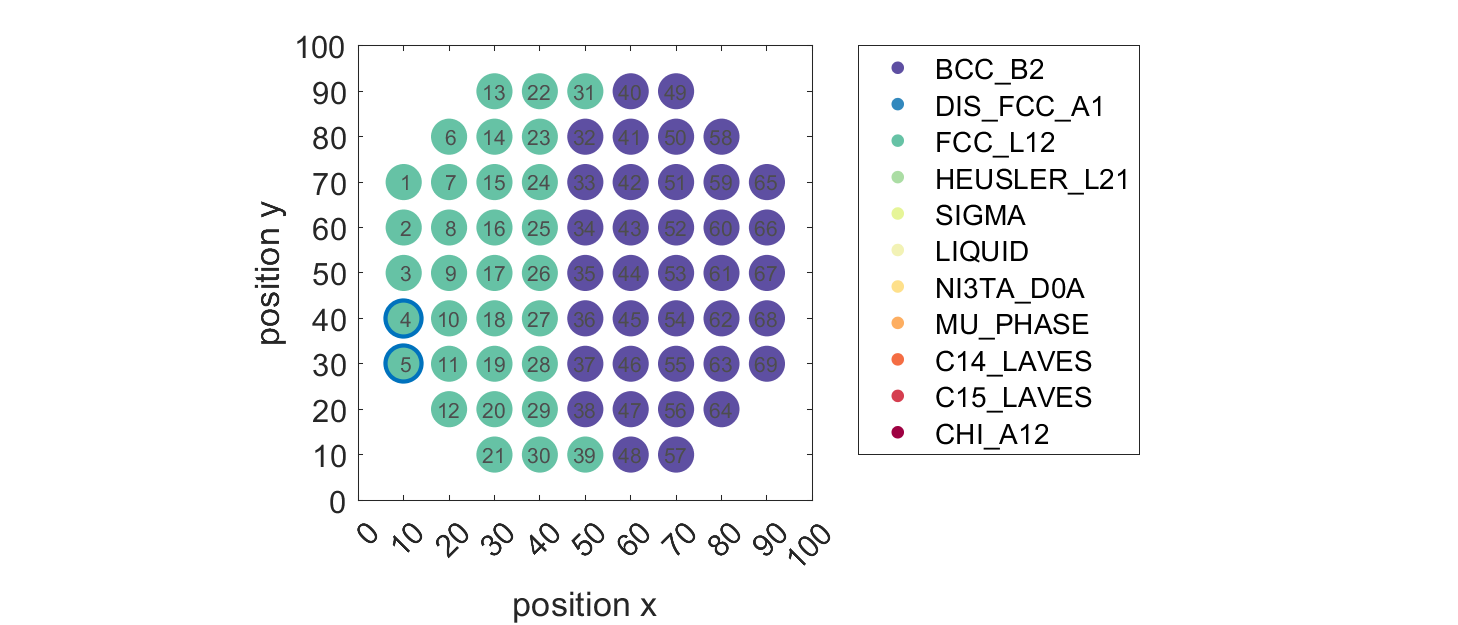 100
90
80
70
60
50
40
30
20
10
0
position y
13 22 31 40 49
6 14 23 32 41 50 58
1 7 15 24 33 42 51 59 65
2 8 16 25 34 43 52 60 66
3 9 17 26 35 44 53 61 67
4 10 18 27 36 45 54 62 68
5 11 19 28 37 46 55 63 69
12 20 29 38 47 56 64
21 30 39 48 57
0 10 20 30 40 50 60 70 80 90 100
position x
BCC_B2
DIS_FCC_A1
FCC_L12
HEUSLER_L21
SIGMA
LIQUID
NI3TA_D0A
MU_PHASE
C14_LAVES
C15_LAVES
CHI_A12